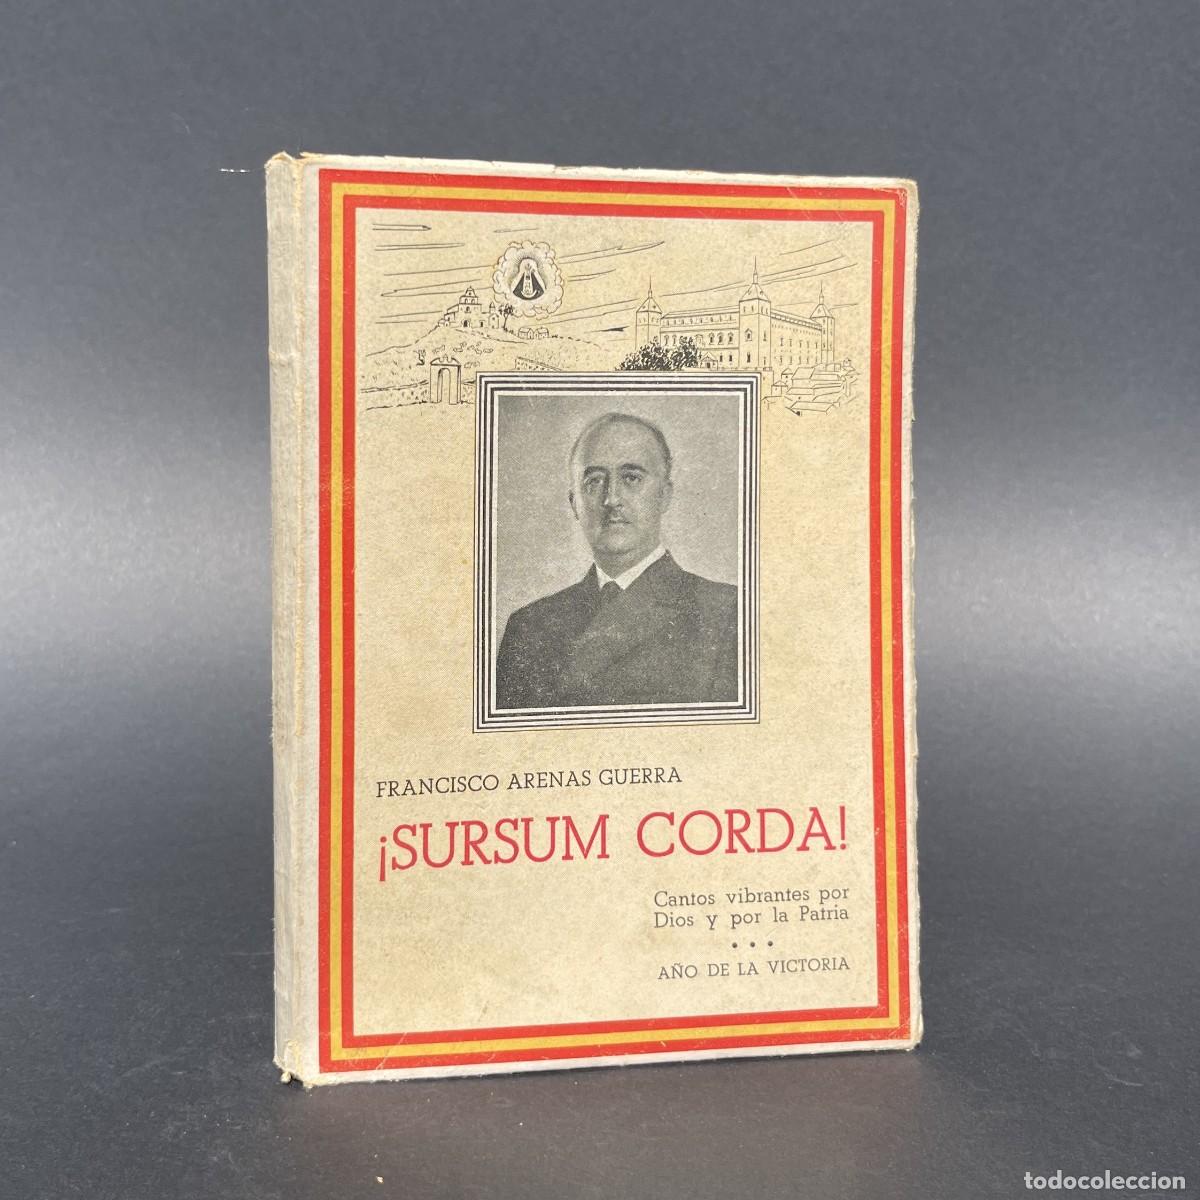 FRANCISCO ARENAS GUERRA
¡SURSUM CORDA!
Cantos vibrantes por
Dios y por la Patria
AÑO DE LA VICTORIA
todocoleccion